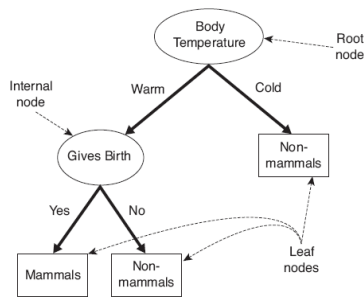 Body
Temperature
Root
node
Internal
node
Warm
Cold
Gives Birth
Non-
mammals
Yes
No
Mammals
Non-
mammals
Leaf
nodes